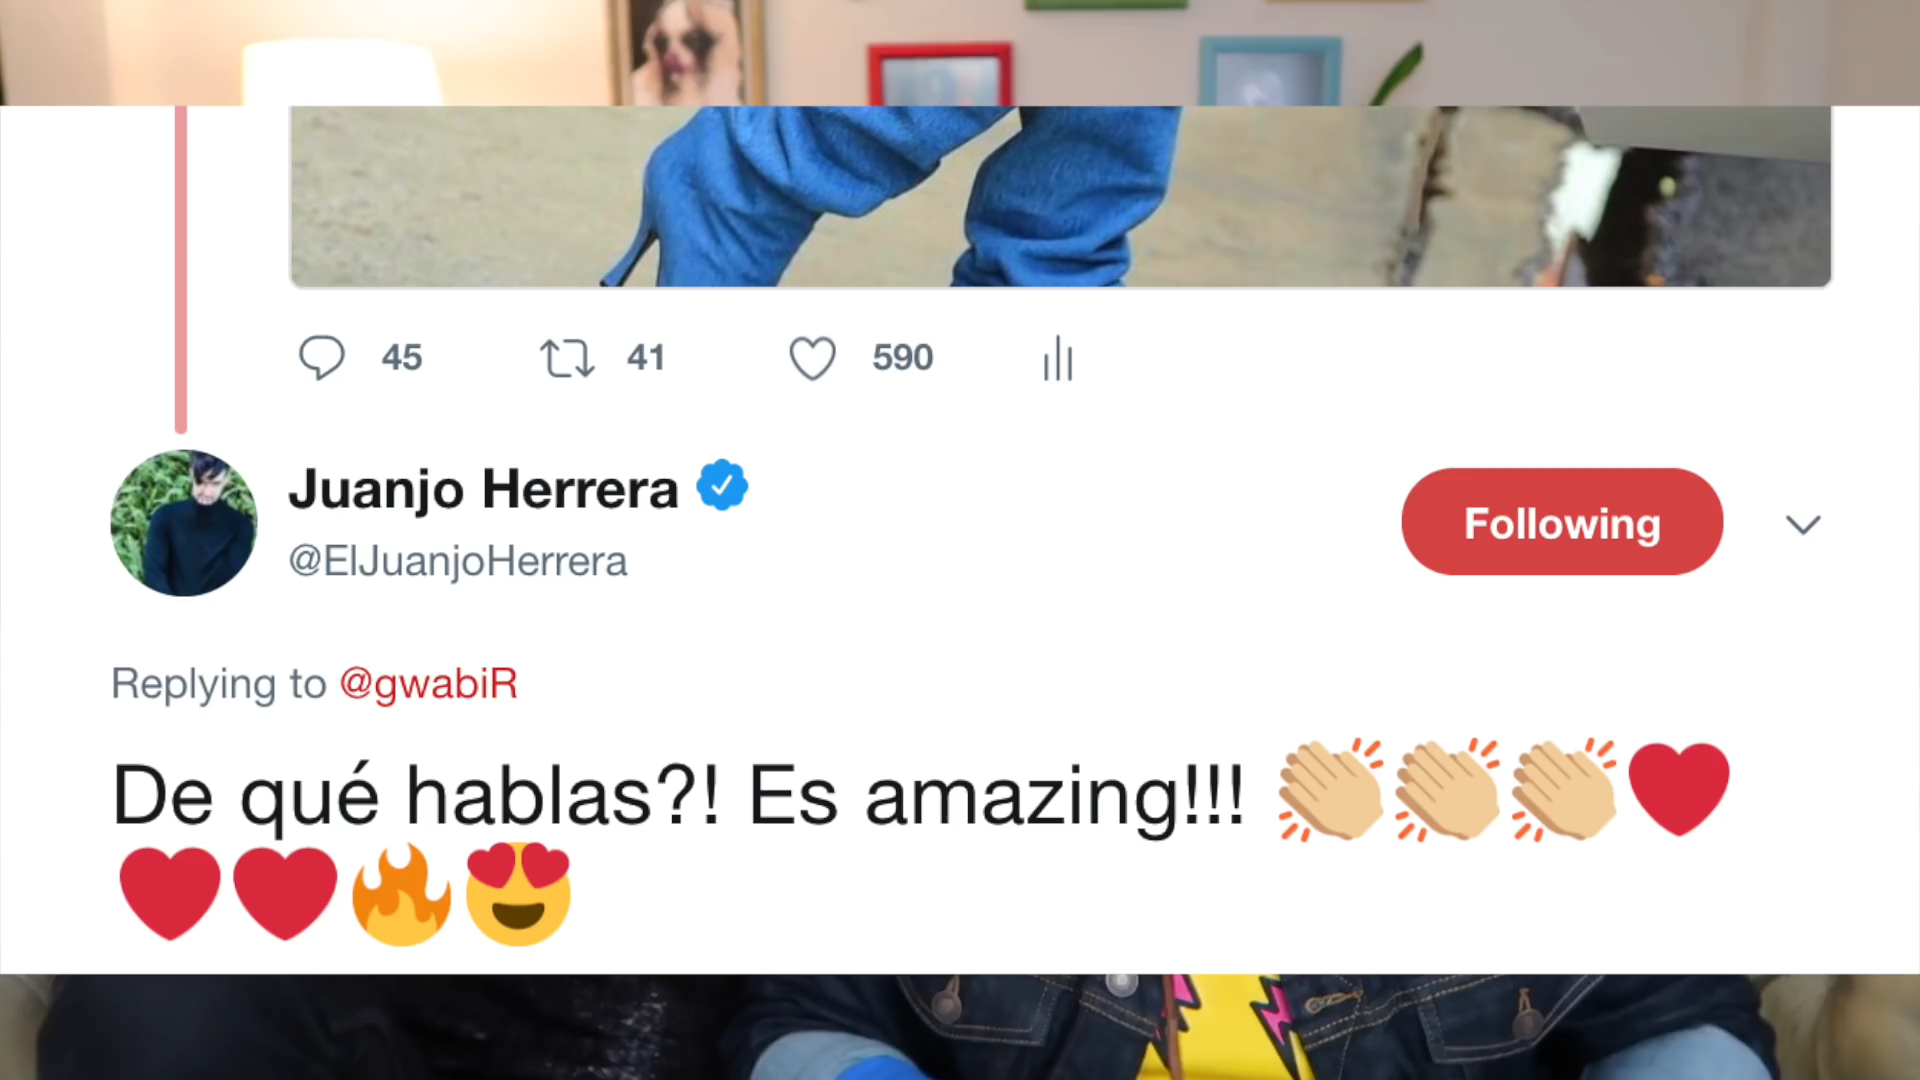 45 41 590
Juanjo Herrera
@ElJuanjoHerrera
Following
Replying to @gwabiR
De qué hablas?! Es amazing!!! 👏🏼👏🏼👏🏼❤️
❤️❤️🔥😍